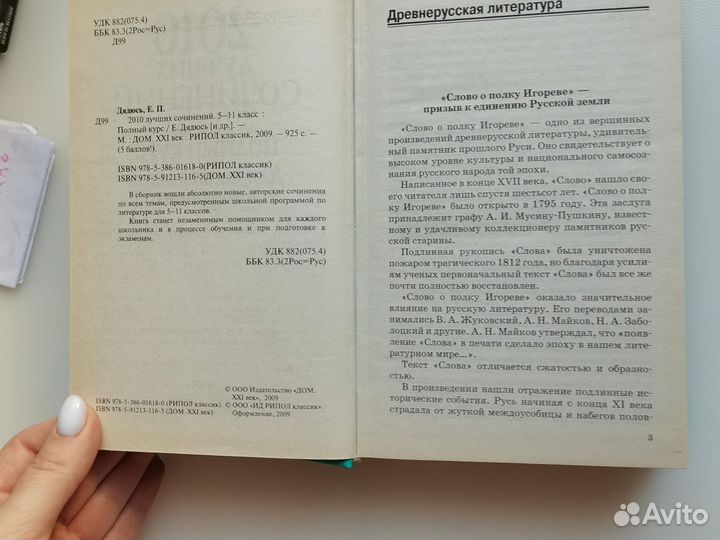 УДК 882(075.4)
ББК 83.3(2Рос=Рус)
Д99
Дядюсь, Е. П.
Д99 2010 лучших сочинений. 5–11 класс :
Полный курс / Е. Дядюсь [и др.]. —
М. : ДОМ. XXI век : РИПОЛ классик, 2009. — 925 с. —
(5 баллов!).
ISBN 978-5-386-01618-0 (РИПОЛ классик)
ISBN 978-5-91213-116-5 (ДОМ. XXI век)
В сборник вошли абсолютно новые, авторские сочинения
по всем темам, предусмотренным школьной программой по
литературе для 5–11 классов.
Книга станет незаменимым помощником для каждого
школьника и в процессе обучения и при подготовке к
экзаменам.
УДК 882(075.4)
ББК 83.3(2Рос=Рус)
© ООО Издательство «ДОМ.
XXI век», 2009
ISBN 978-5-386-01618-0 (РИПОЛ классик) © ООО «ИД РИПОЛ классик»
ISBN 978-5-91213-116-5 (ДОМ. XXI век) Оформление, 2009
Древнерусская литература
«Слово о полку Игореве» —
призыв к единению Русской земли
«Слово о полку Игореве» — одно из вершинных
произведений древнерусской литературы, удивитель-
ный памятник прошлого Руси. Оно свидетельствует о
высоком уровне культуры и национального самосозна-
ния русского народа той эпохи.
Написанное в конце XVII века, «Слово» нашло сво-
его читателя лишь спустя шестьсот лет. «Слово о пол-
ку Игореве» было открыто в 1795 году. Эта заслуга
принадлежит графу А. И. Мусину-Пушкину, известно-
му и удачливому коллекционеру памятников русской
старины.
Подлинная рукопись «Слова» была уничтожена
пожаром трагического 1812 года, но благодаря усили-
ям ученых первоначальный текст «Слова» был все же
почти полностью восстановлен.
«Слово о полку Игореве» оказало значительное
влияние на русскую литературу. Его переводами за-
нимались В. А. Жуковский, А. Н. Майков, Н. А. Забо-
лоцкий и другие. А. Н. Майков утверждал, что «появ-
ление „Слова“ в печати сделало эпоху в нашем лите-
ратурном мире...».
Текст «Слова» отличается сжатостью и образ-
ностью.
В произведении нашли отражение подлинные ис-
торические события. Русь начиная с конца XI века
страдала от жуткой междоусобицы и набегов полов-
3
Avito